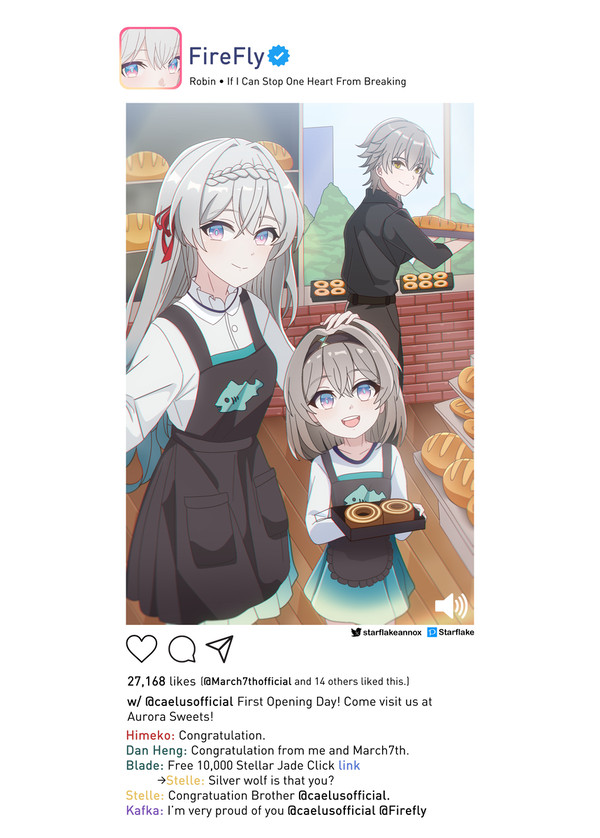 FireFly
Robin • If I Can Stop One Heart From Breaking
starflakeannox Starflake
27,168 likes (@March7thofficial and 14 others liked this.)
w/ @caelusofficial First Opening Day! Come visit us at
Aurora Sweets!
Himeko: Congratulation.
Dan Heng: Congratulation from me and March7th.
Blade: Free 10,000 Stellar Jade Click link
→Stelle: Silver wolf is that you?
Stelle: Congratuation Brother @caelusofficial.
Kafka: I'm very proud of you @caelusofficial @Firefly